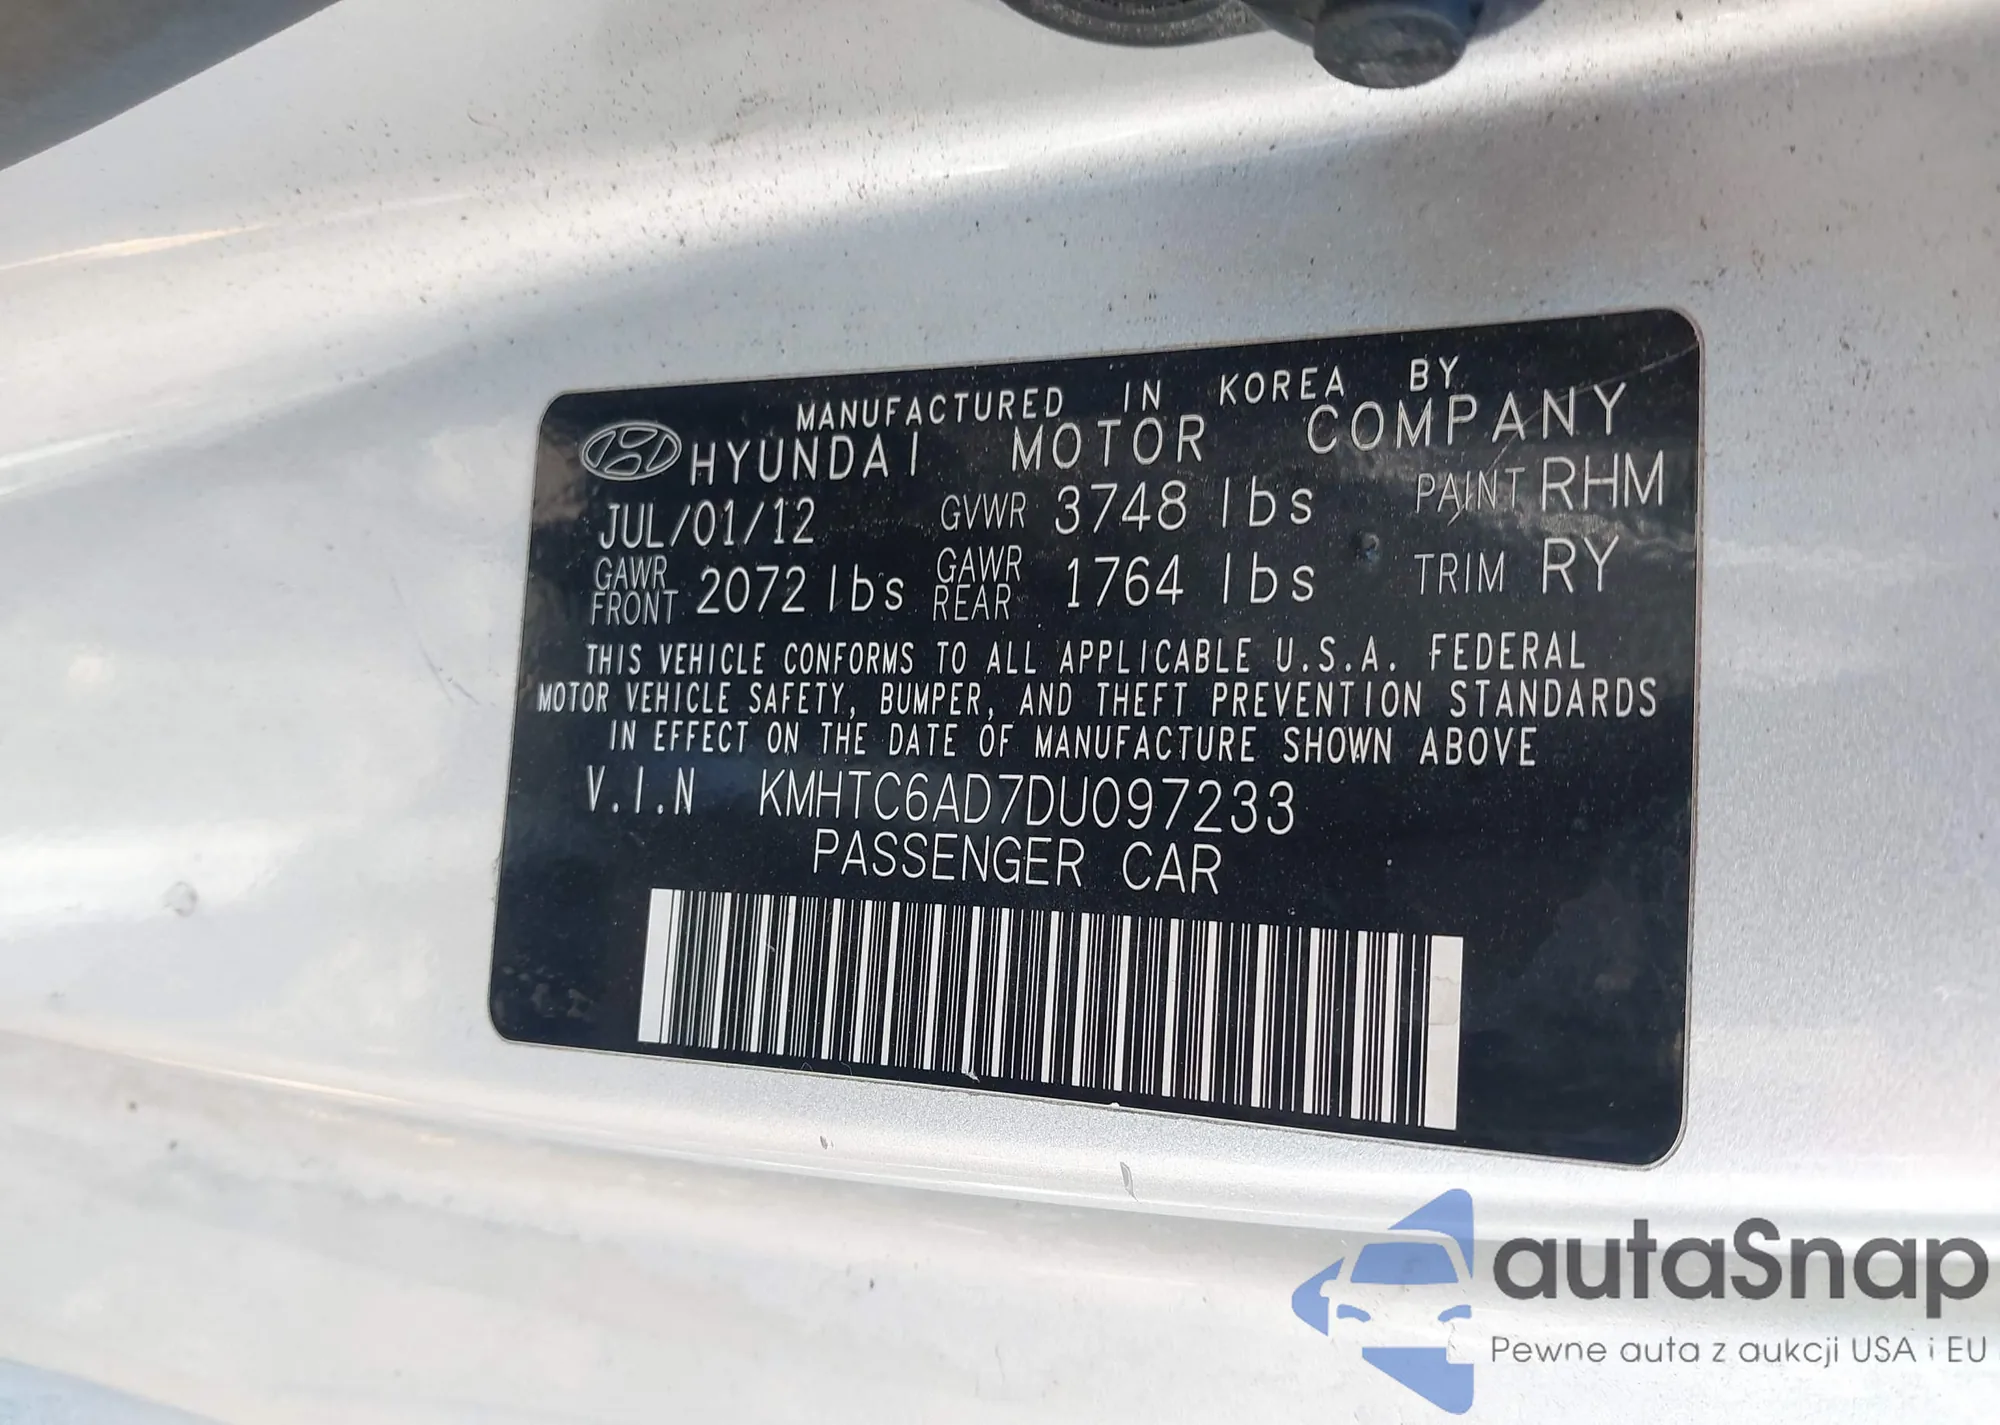 MANUFACTURED IN KOREA BY
HYUNDAI MOTOR COMPANY
JUL/01/12 GVWR 3748 lbs PAINT RHM
GAWR FRONT 2072 lbs GAWR REAR 1764 lbs TRIM RY
THIS VEHICLE CONFORMS TO ALL APPLICABLE U.S.A. FEDERAL
MOTOR VEHICLE SAFETY, BUMPER, AND THEFT PREVENTION STANDARDS
IN EFFECT ON THE DATE OF MANUFACTURE SHOWN ABOVE
V.I.N KMHTC6AD7DU097233
PASSENGER CAR
autaSnap
Pewne auta z aukcji USA i EU